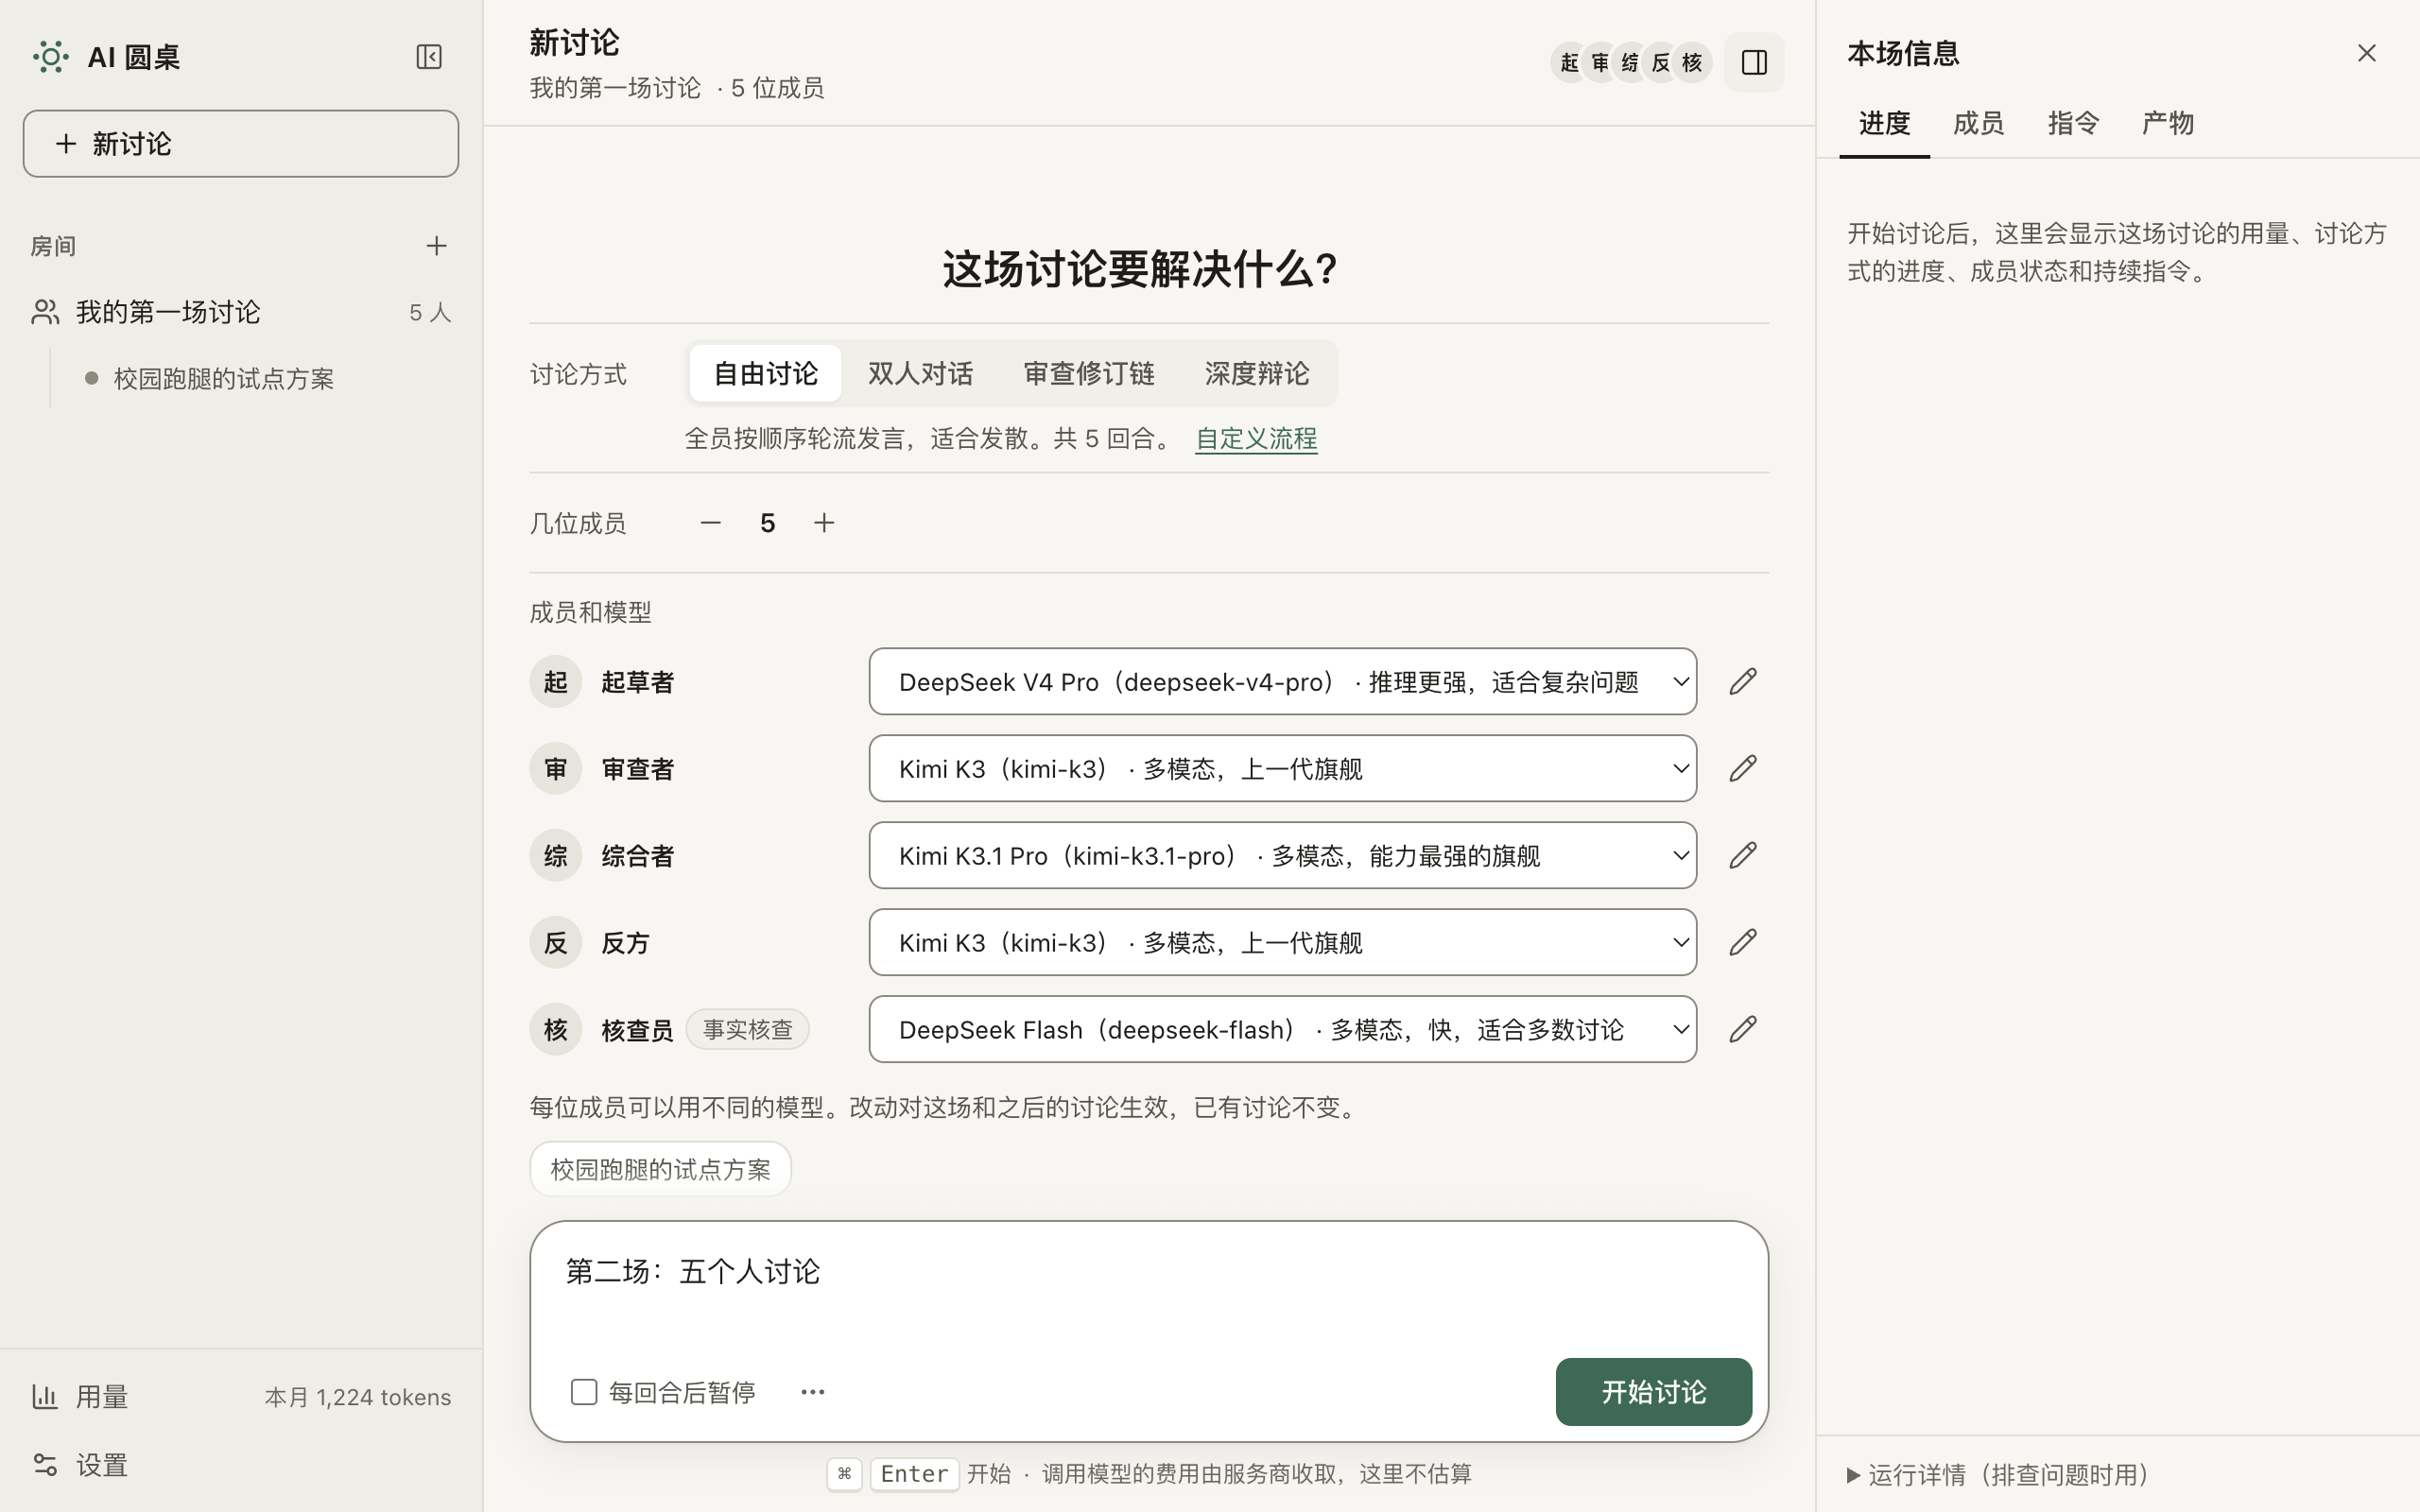 AI 圆桌
新讨论
房间
我的第一场讨论 5 人
校园跑腿的试点方案
用量 本月 1,224 tokens
设置
新讨论
我的第一场讨论 · 5 位成员
起 审 综 反 核
这场讨论要解决什么?
讨论方式 自由讨论 双人对话 审查修订链 深度辩论
全员按顺序轮流发言，适合发散。共 5 回合。 自定义流程
几位成员 5
成员和模型
起 起草者 DeepSeek V4 Pro（deepseek-v4-pro） · 推理更强，适合复杂问题
审 审查者 Kimi K3（kimi-k3） · 多模态，上一代旗舰
综 综合者 Kimi K3.1 Pro（kimi-k3.1-pro） · 多模态，能力最强的旗舰
反 反方 Kimi K3（kimi-k3） · 多模态，上一代旗舰
核 核查员 事实核查 DeepSeek Flash（deepseek-flash） · 多模态，快，适合多数讨论
每位成员可以用不同的模型。改动对这场和之后的讨论生效，已有讨论不变。
校园跑腿的试点方案
第二场：五个人讨论
每回合后暂停 ··· 开始讨论
⌘ Enter 开始 · 调用模型的费用由服务商收取，这里不估算
本场信息
进度 成员 指令 产物
开始讨论后，这里会显示这场讨论的用量、讨论方
式的进度、成员状态和持续指令。
运行详情（排查问题时用）